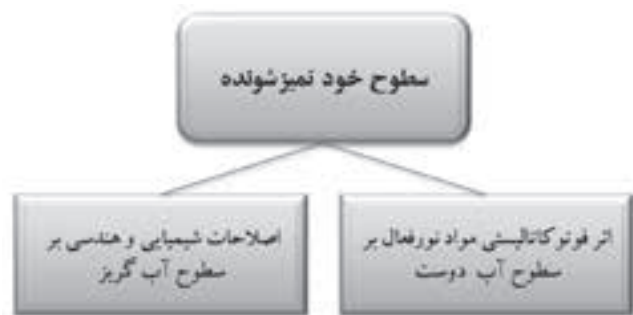 سطوح خود تمیزشونده
اثر فوتوکاتالیستی مواد نورفعال بر
سطوح آب دوست
اصلاحات شیمیایی و هندسی بر
سطوح آب گریز